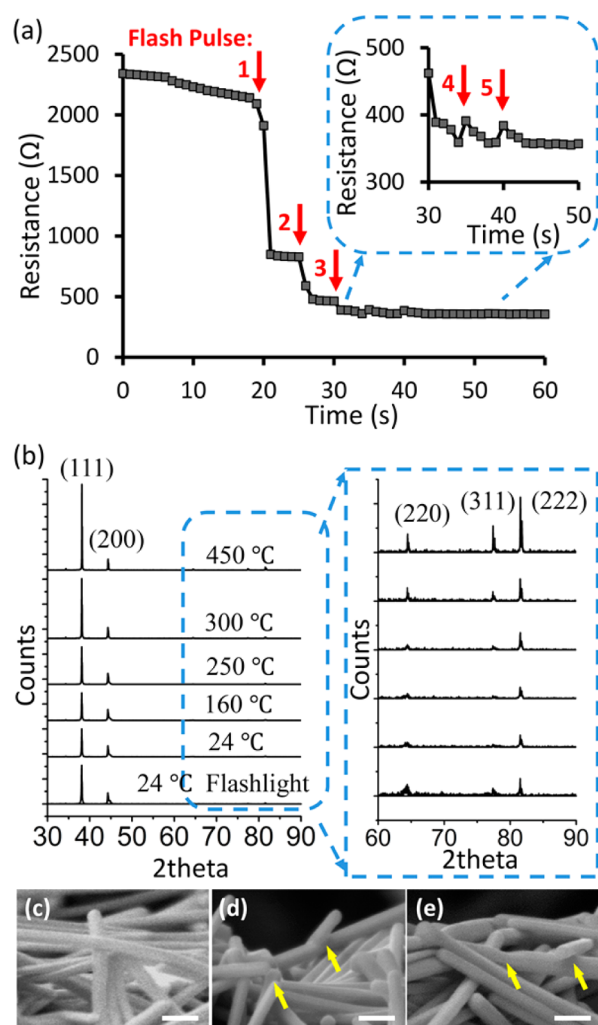 (a)
Flash Pulse:
1
2
3
2500
2000
1500
1000
500
0
Resistance (Ω)
0 10 20 30 40 50 60
Time (s)
500
400
300
Resistance (Ω)
4 5
30 40 50
Time (s)
(b)
(111)
(200)
450 °C
300 °C
250 °C
160 °C
24 °C
24 °C Flashlight
Counts
30 40 50 60 70 80 90
2theta
(220) (311) (222)
Counts
60 70 80 90
2theta
(c) (d) (e)